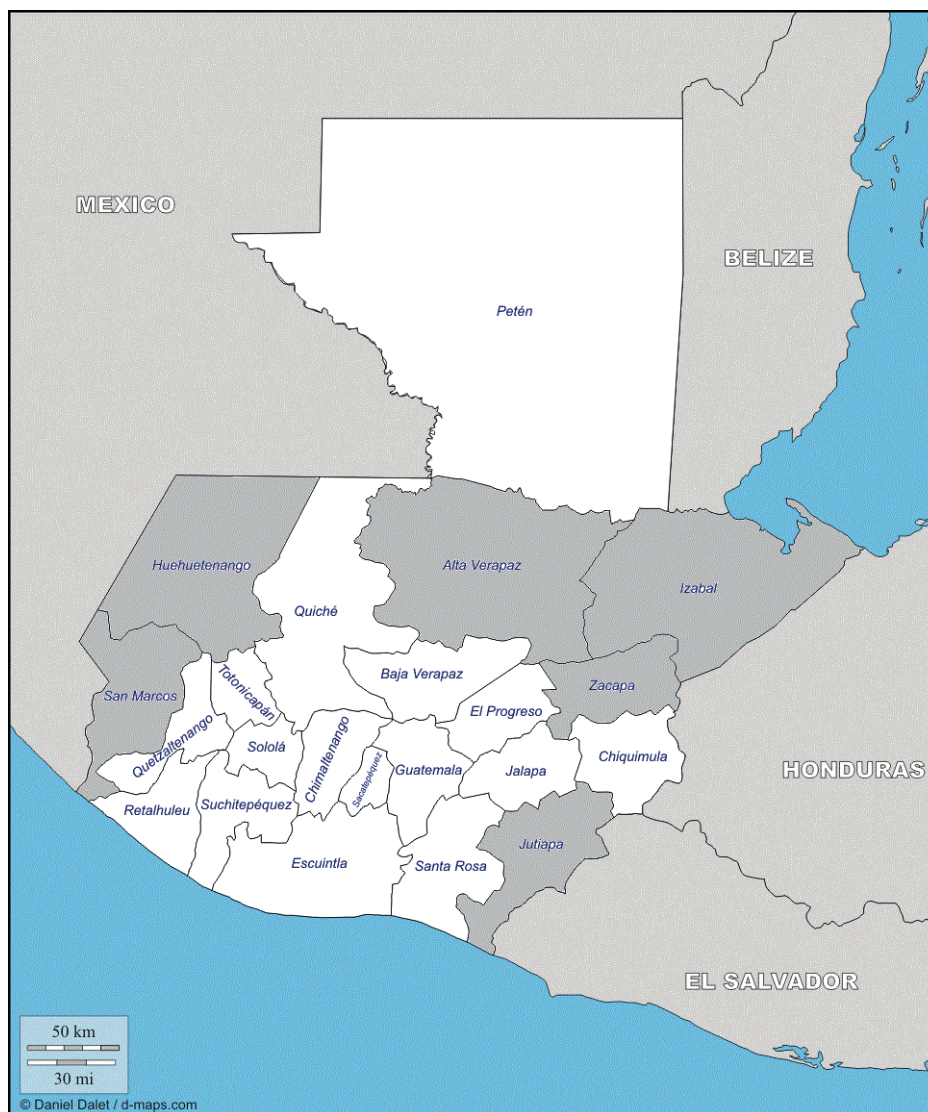 MEXICO
BELIZE
Petén
Huehuetenango
Alta Verapaz
Izabal
Quiché
Baja Verapaz
Zacapa
San Marcos
Totonicapán
El Progreso
Quetzaltenango
Sololá
Chimaltenango
Sacatepéquez
Guatemala
Jalapa
Chiquimula
HONDURAS
Retalhuleu
Suchitepéquez
Jutiapa
Escuintla
Santa Rosa
EL SALVADOR
50 km
30 mi
© Daniel Dalet / d-maps.com